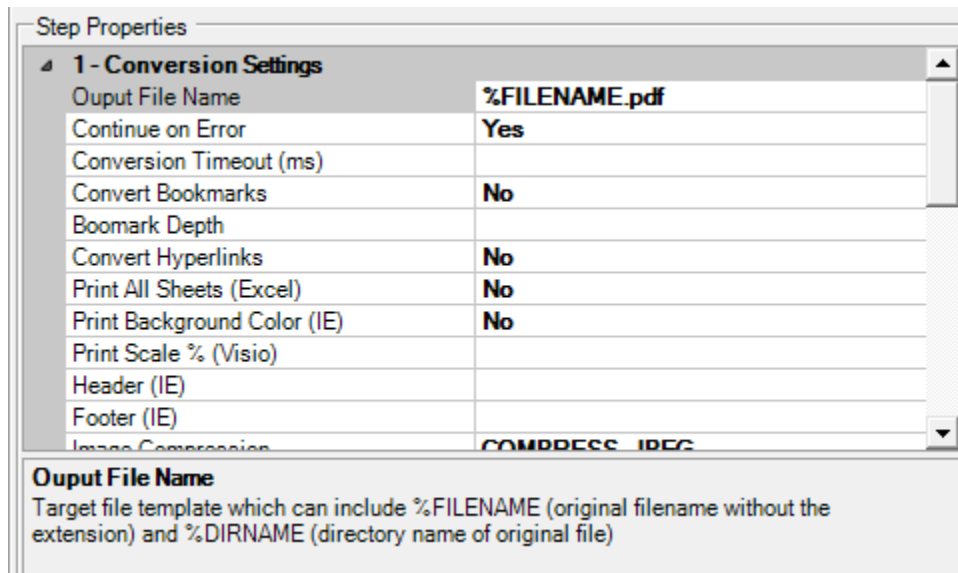 Step Properties
1 - Conversion Settings
Ouput File Name %FILENAME.pdf
Continue on Error Yes
Conversion Timeout (ms)
Convert Bookmarks No
Boomark Depth
Convert Hyperlinks No
Print All Sheets (Excel) No
Print Background Color (IE) No
Print Scale % (Visio)
Header (IE)
Footer (IE)
Image Compression COMPRESS_JPEG
Ouput File Name
Target file template which can include %FILENAME (original filename without the
extension) and %DIRNAME (directory name of original file)